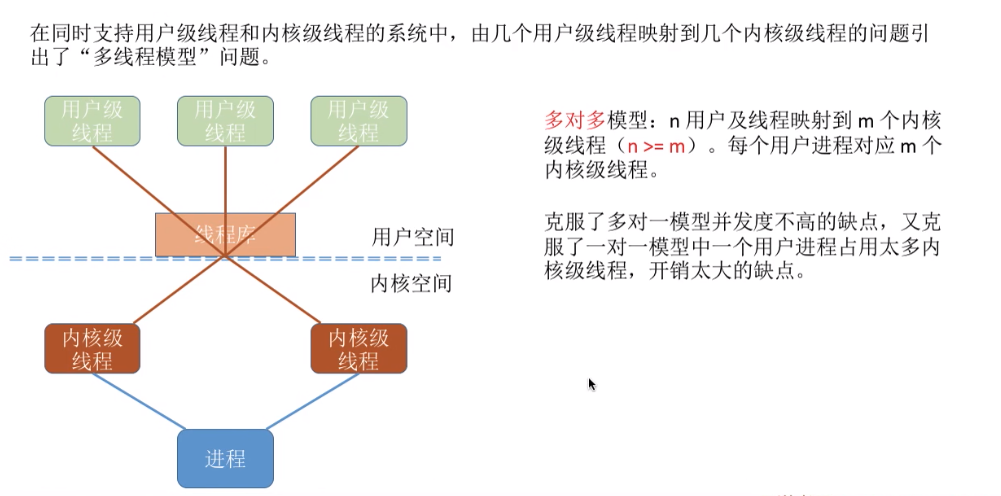 在同时支持用户级线程和内核级线程的系统中，由几个用户级线程映射到几个内核级线程的问题引
出了“多线程模型”问题。
用户级
线程
用户级
线程
用户级
线程
线程库
用户空间
内核空间
内核级
线程
内核级
线程
进程
多对多模型：n 用户及线程映射到 m 个内核
级线程（n >= m）。每个用户进程对应 m 个
内核级线程。
克服了多对一模型并发度不高的缺点，又克
服了一对一模型中一个用户进程占用太多内
核级线程，开销太大的缺点。